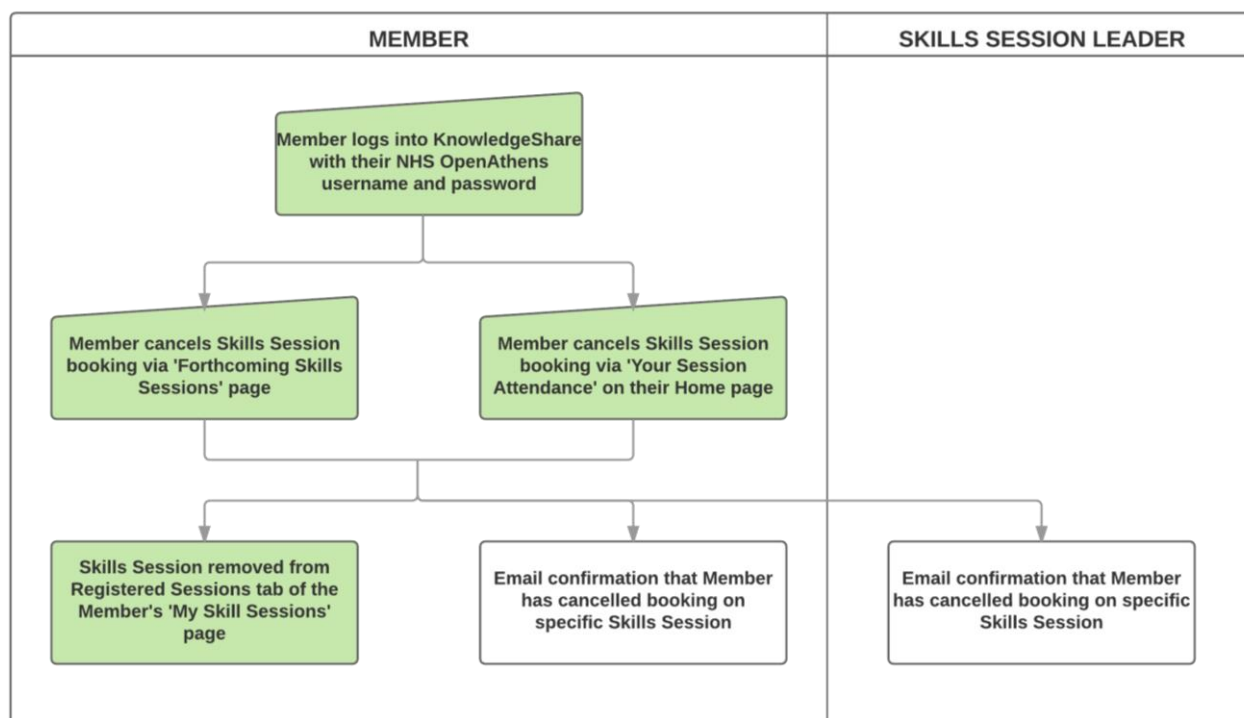 MEMBER
SKILLS SESSION LEADER
Member logs into KnowledgeShare
with their NHS OpenAthens
username and password
Member cancels Skills Session
booking via 'Forthcoming Skills
Sessions' page
Member cancels Skills Session
booking via 'Your Session
Attendance' on their Home page
Skills Session removed from
Registered Sessions tab of the
Member's 'My Skill Sessions'
page
Email confirmation that Member
has cancelled booking on
specific Skills Session
Email confirmation that Member
has cancelled booking on specific
Skills Session